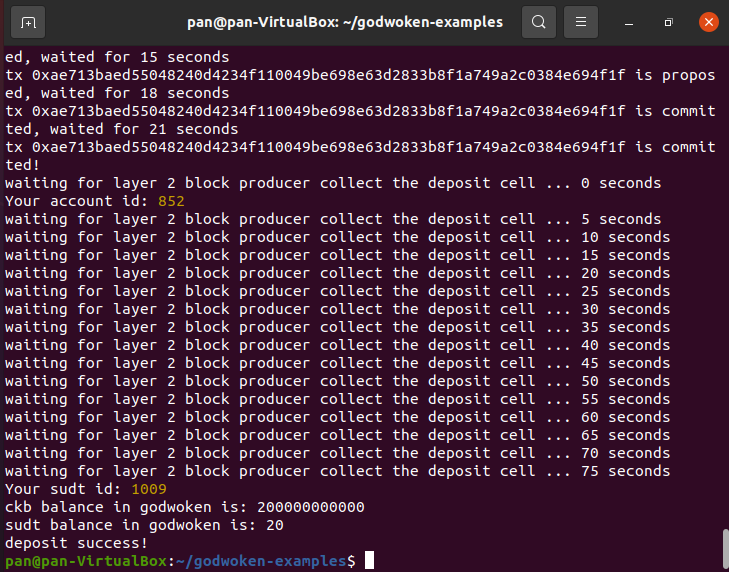 pan@pan-VirtualBox: ~/godwoken-examples
ed, waited for 15 seconds
tx 0xae713baed55048240d4234f110049be698e63d2833b8f1a749a2c0384e694f1f is propos
ed, waited for 18 seconds
tx 0xae713baed55048240d4234f110049be698e63d2833b8f1a749a2c0384e694f1f is commit
ted, waited for 21 seconds
tx 0xae713baed55048240d4234f110049be698e63d2833b8f1a749a2c0384e694f1f is commit
ted!
waiting for layer 2 block producer collect the deposit cell ... 0 seconds
Your account id: 852
waiting for layer 2 block producer collect the deposit cell ... 5 seconds
waiting for layer 2 block producer collect the deposit cell ... 10 seconds
waiting for layer 2 block producer collect the deposit cell ... 15 seconds
waiting for layer 2 block producer collect the deposit cell ... 20 seconds
waiting for layer 2 block producer collect the deposit cell ... 25 seconds
waiting for layer 2 block producer collect the deposit cell ... 30 seconds
waiting for layer 2 block producer collect the deposit cell ... 35 seconds
waiting for layer 2 block producer collect the deposit cell ... 40 seconds
waiting for layer 2 block producer collect the deposit cell ... 45 seconds
waiting for layer 2 block producer collect the deposit cell ... 50 seconds
waiting for layer 2 block producer collect the deposit cell ... 55 seconds
waiting for layer 2 block producer collect the deposit cell ... 60 seconds
waiting for layer 2 block producer collect the deposit cell ... 65 seconds
waiting for layer 2 block producer collect the deposit cell ... 70 seconds
waiting for layer 2 block producer collect the deposit cell ... 75 seconds
Your sudt id: 1009
ckb balance in godwoken is: 200000000000
sudt balance in godwoken is: 20
deposit success!
pan@pan-VirtualBox:~/godwoken-examples$